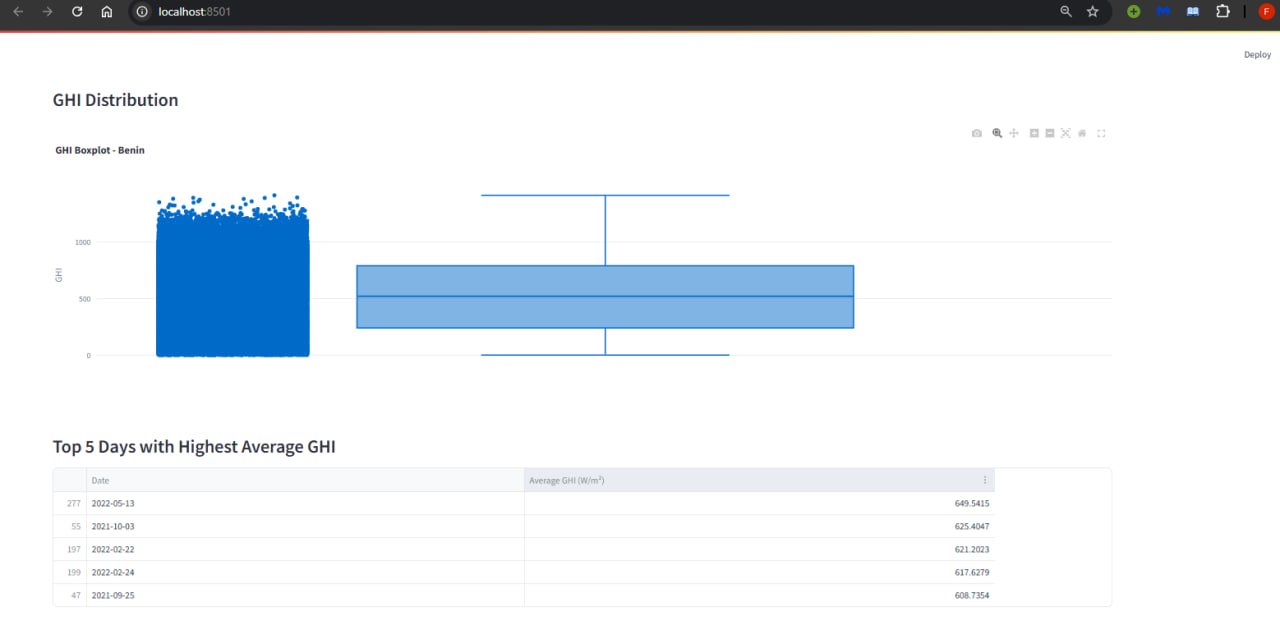 localhost:8501
F
Deploy
GHI Distribution
GHI Boxplot - Benin
1000
GHI
500
0
Top 5 Days with Highest Average GHI
Date Average GHI (W/m²)
277 2022-05-13 649.5415
55 2021-10-03 625.4047
197 2022-02-22 621.2023
199 2022-02-24 617.6279
47 2021-09-25 608.7354